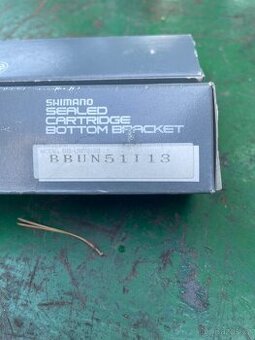 SHIMANO
SEALED
CARTRIDGE
BOTTOM BRACKET
BBUN51I13